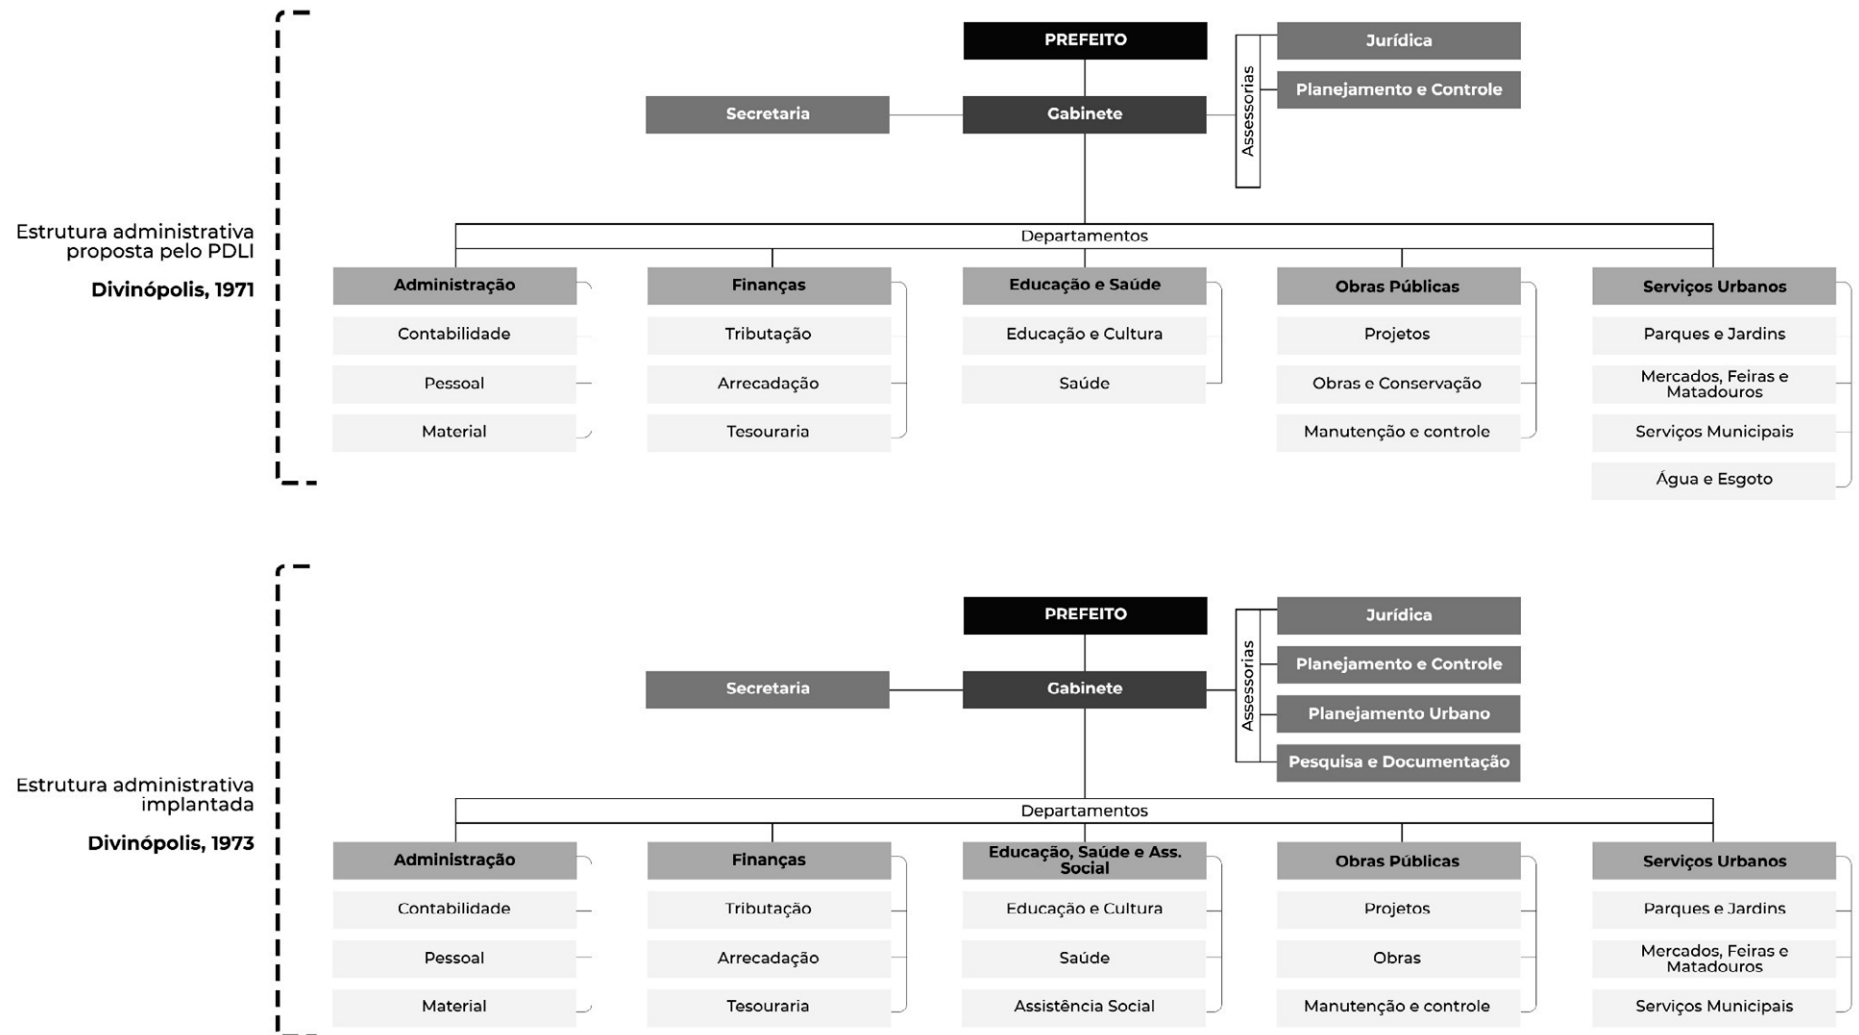 PREFEITO
Jurídica
Planejamento e Controle
Assessorias
Secretaria
Gabinete
Estrutura administrativa
proposta pelo PDLI
Divinópolis, 1971
Departamentos
Administração
Finanças
Educação e Saúde
Obras Públicas
Serviços Urbanos
Contabilidade
Tributação
Educação e Cultura
Projetos
Parques e Jardins
Pessoal
Arrecadação
Saúde
Obras e Conservação
Mercados, Feiras e
Matadouros
Material
Tesouraria
Manutenção e controle
Serviços Municipais
Água e Esgoto
PREFEITO
Jurídica
Planejamento e Controle
Planejamento Urbano
Pesquisa e Documentação
Assessorias
Secretaria
Gabinete
Estrutura administrativa
implantada
Divinópolis, 1973
Departamentos
Administração
Finanças
Educação, Saúde e Ass.
Social
Obras Públicas
Serviços Urbanos
Contabilidade
Tributação
Educação e Cultura
Projetos
Parques e Jardins
Pessoal
Arrecadação
Saúde
Obras
Mercados, Feiras e
Matadouros
Material
Tesouraria
Assistência Social
Manutenção e controle
Serviços Municipais